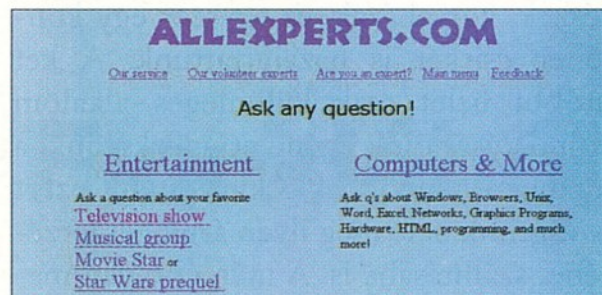 ALLEXPERTS.COM
Our service Our volunteer experts Are you an expert? Main menu Feedback
Ask any question!
Entertainment
Ask a question about your favorite
Television show
Musical group
Movie Star or
Star Wars prequel
Computers & More
Ask q's about Windows, Browsers, Unix,
Word, Excel, Networks, Graphics Programs,
Hardware, HTML, programming, and much
more!